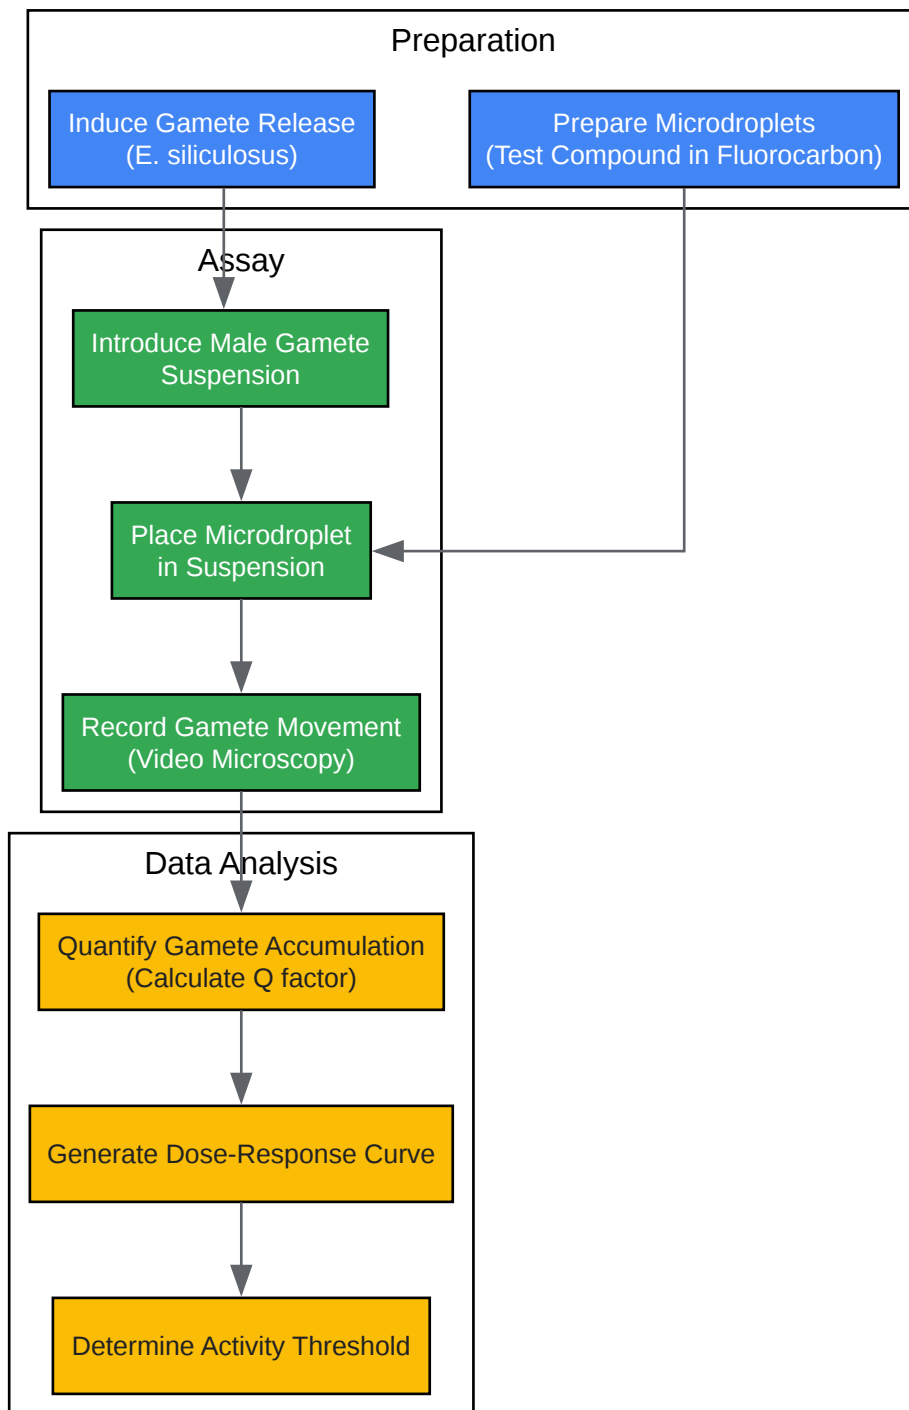 Preparation
Induce Gamete Release
(E. siliculosus)
Prepare Microdroplets
(Test Compound in Fluorocarbon)
Assay
Introduce Male Gamete
Suspension
Place Microdroplet
in Suspension
Record Gamete Movement
(Video Microscopy)
Data Analysis
Quantify Gamete Accumulation
(Calculate Q factor)
Generate Dose-Response Curve
Determine Activity Threshold